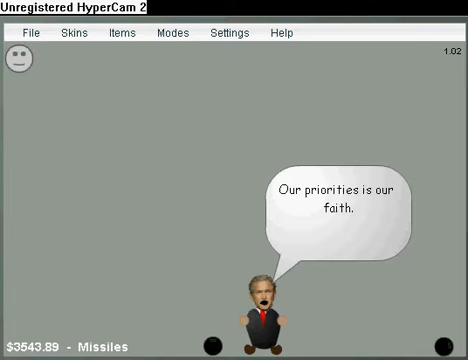 Unregistered HyperCam 2
File Skins Items Modes Settings Help
1.02
Our priorities is our
faith.
$3543.89 - Missiles